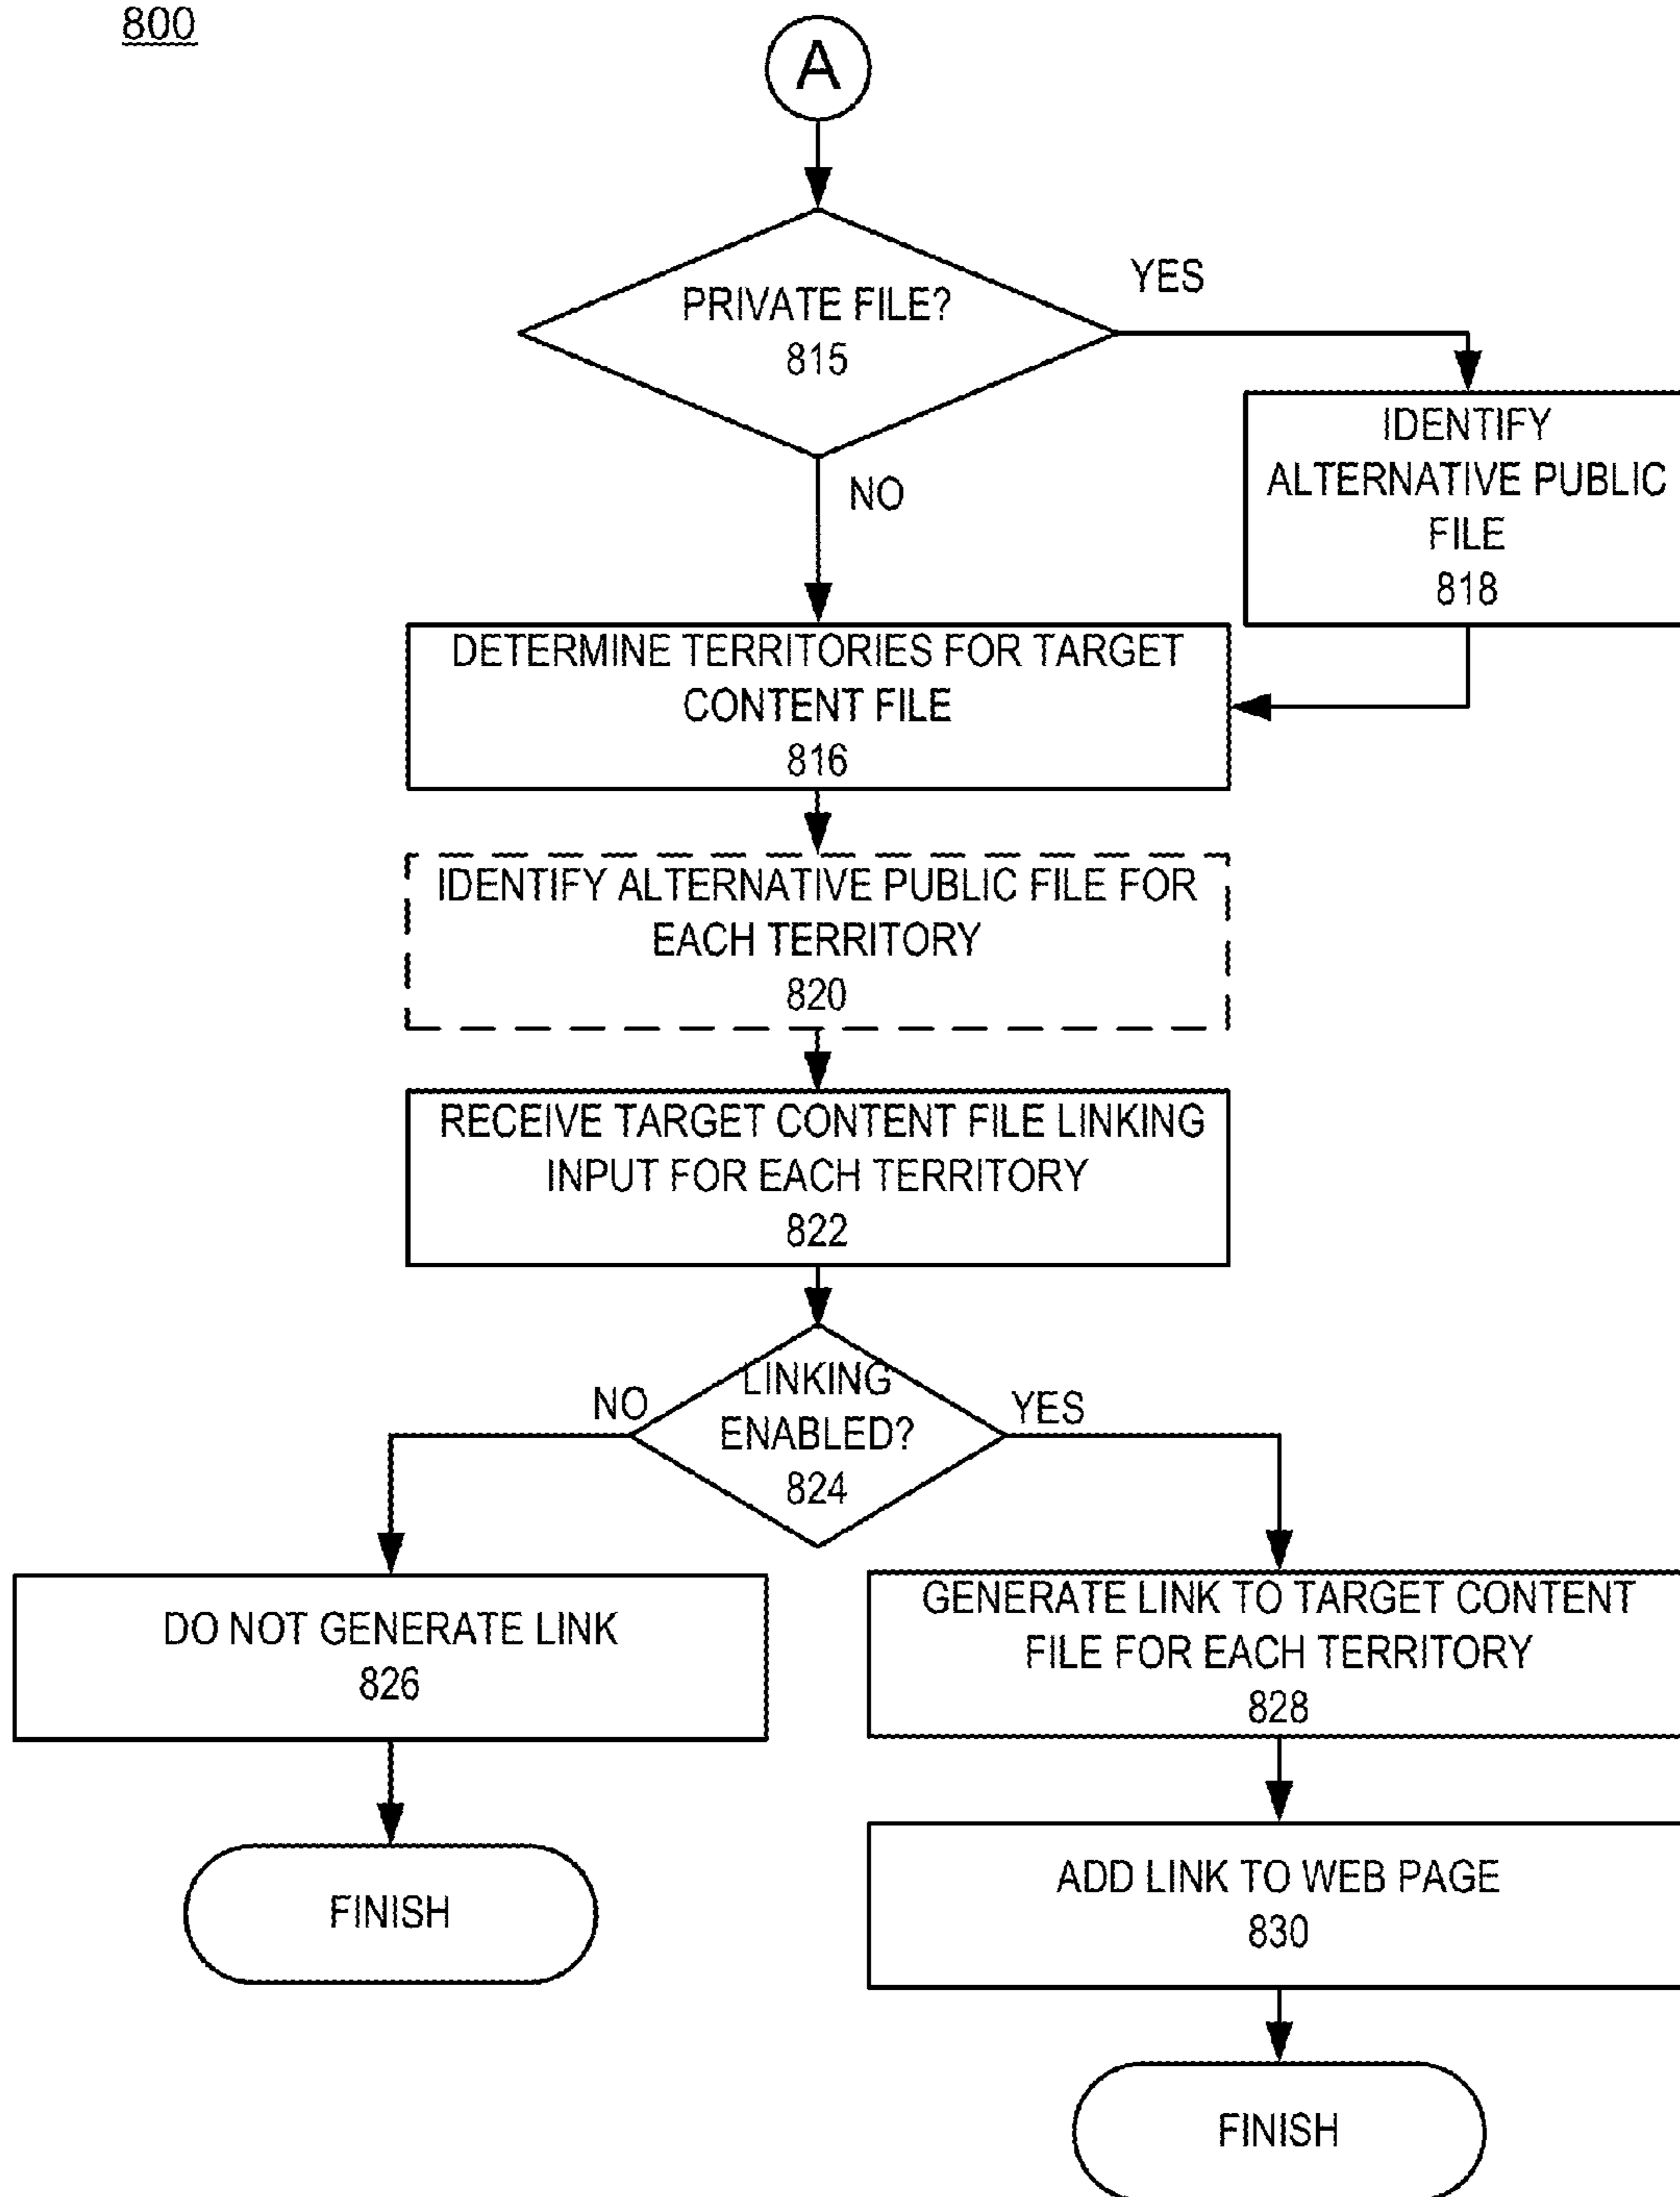 800
A
PRIVATE FILE?
815
YES
NO
IDENTIFY
ALTERNATIVE PUBLIC
FILE
818
DETERMINE TERRITORIES FOR TARGET
CONTENT FILE
816
IDENTIFY ALTERNATIVE PUBLIC FILE FOR
EACH TERRITORY
820
RECEIVE TARGET CONTENT FILE LINKING
INPUT FOR EACH TERRITORY
822
LINKING
ENABLED?
824
NO
YES
DO NOT GENERATE LINK
826
GENERATE LINK TO TARGET CONTENT
FILE FOR EACH TERRITORY
828
FINISH
ADD LINK TO WEB PAGE
830
FINISH